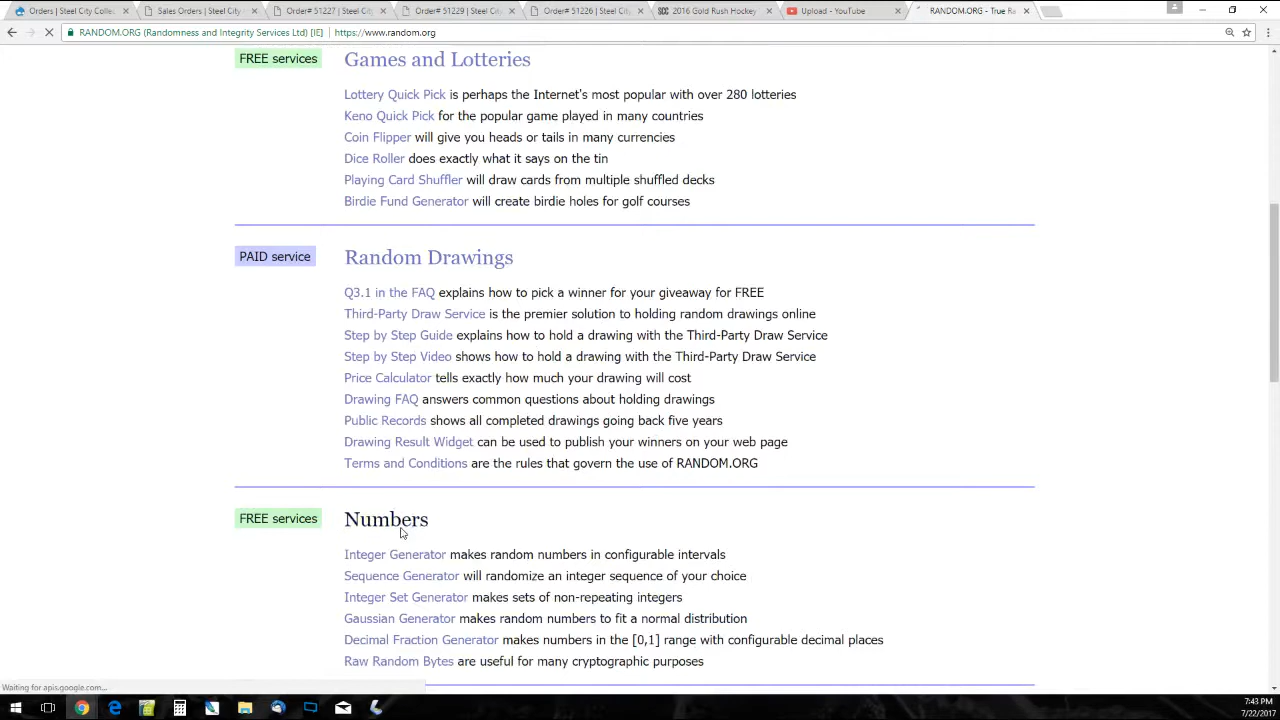 Orders | Steel City Colle
Sales Orders | Steel City
Order# 51227 | Steel Cit
Order# 51229 | Steel Cit
Order# 51226 | Steel Cit
2016 Gold Rush Hockey
Upload - YouTube
RANDOM.ORG - True Ra
RANDOM.ORG (Randomness and Integrity Services Ltd) [IE] https://www.random.org
FREE services
Games and Lotteries
Lottery Quick Pick is perhaps the Internet's most popular with over 280 lotteries
Keno Quick Pick for the popular game played in many countries
Coin Flipper will give you heads or tails in many currencies
Dice Roller does exactly what it says on the tin
Playing Card Shuffler will draw cards from multiple shuffled decks
Birdie Fund Generator will create birdie holes for golf courses
PAID service
Random Drawings
Q3.1 in the FAQ explains how to pick a winner for your giveaway for FREE
Third-Party Draw Service is the premier solution to holding random drawings online
Step by Step Guide explains how to hold a drawing with the Third-Party Draw Service
Step by Step Video shows how to hold a drawing with the Third-Party Draw Service
Price Calculator tells exactly how much your drawing will cost
Drawing FAQ answers common questions about holding drawings
Public Records shows all completed drawings going back five years
Drawing Result Widget can be used to publish your winners on your web page
Terms and Conditions are the rules that govern the use of RANDOM.ORG
FREE services
Numbers
Integer Generator makes random numbers in configurable intervals
Sequence Generator will randomize an integer sequence of your choice
Integer Set Generator makes sets of non-repeating integers
Gaussian Generator makes random numbers to fit a normal distribution
Decimal Fraction Generator makes numbers in the [0,1] range with configurable decimal places
Raw Random Bytes are useful for many cryptographic purposes
Waiting for apis.google.com...
7:43 PM
7/22/2017